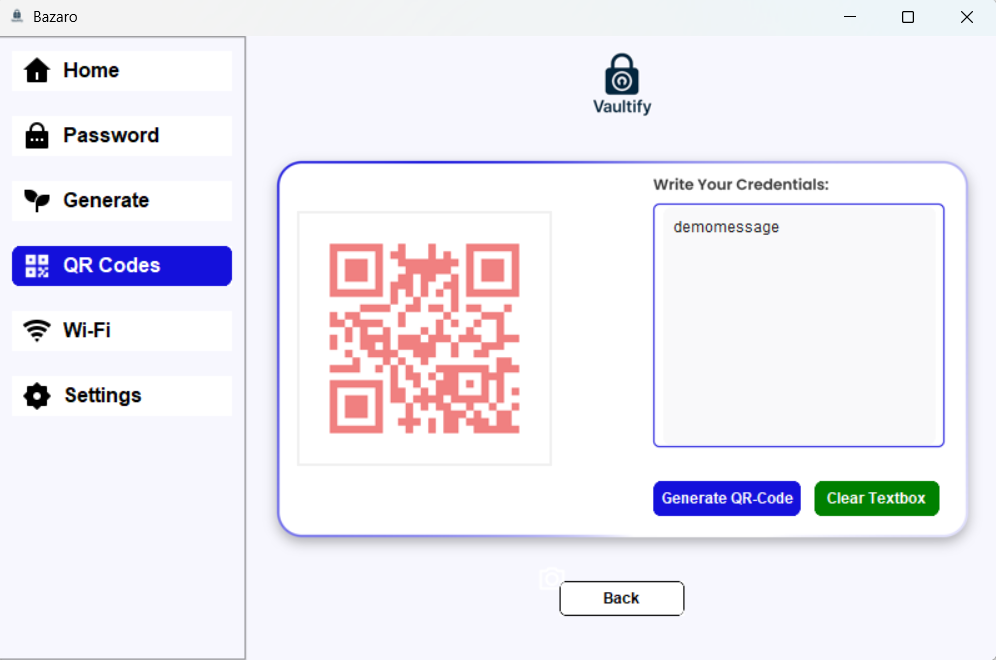 Bazaro
Home
Password
Generate
QR Codes
Wi-Fi
Settings
Vaultify
Write Your Credentials:
demomessage
Generate QR-Code
Clear Textbox
Back